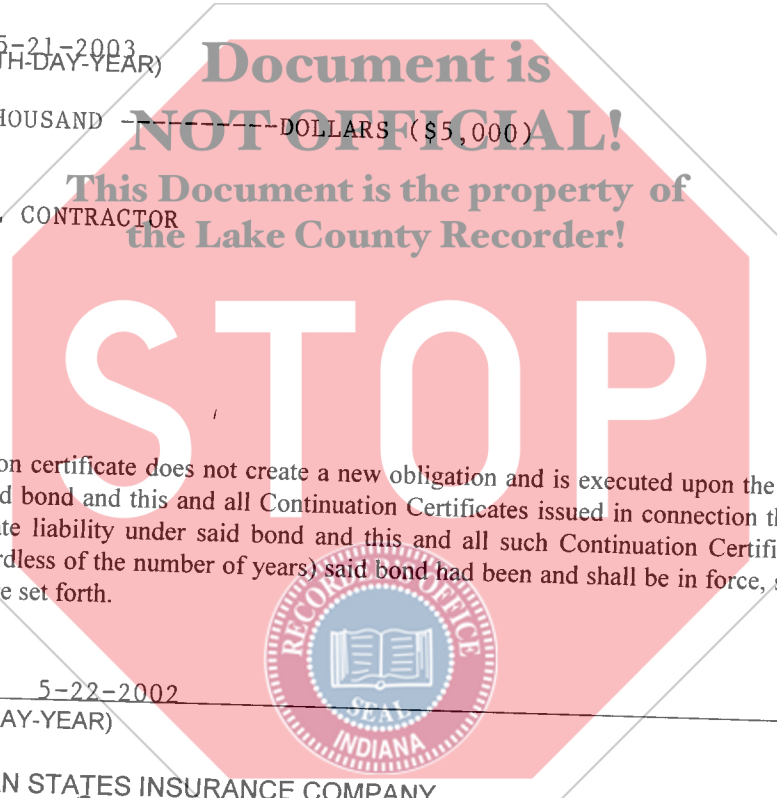 5-21-2003
TH-DAY-YEAR)
Document is
HOUSAND ----------DOLLARS ($5,000)
NOT OFFICIAL!
This Document is the property of
, CONTRACTOR
the Lake County Recorder!
STOP
on certificate does not create a new obligation and is executed upon the
d bond and this and all Continuation Certificates issued in connection th
te liability under said bond and this and all such Continuation Certifi
rdless of the number of years) said bond had been and shall be in force, s
e set forth.
RECORDER'S OFFICE
SEAL
INDIANA
5-22-2002
AY-YEAR)
AN STATES INSURANCE COMPANY